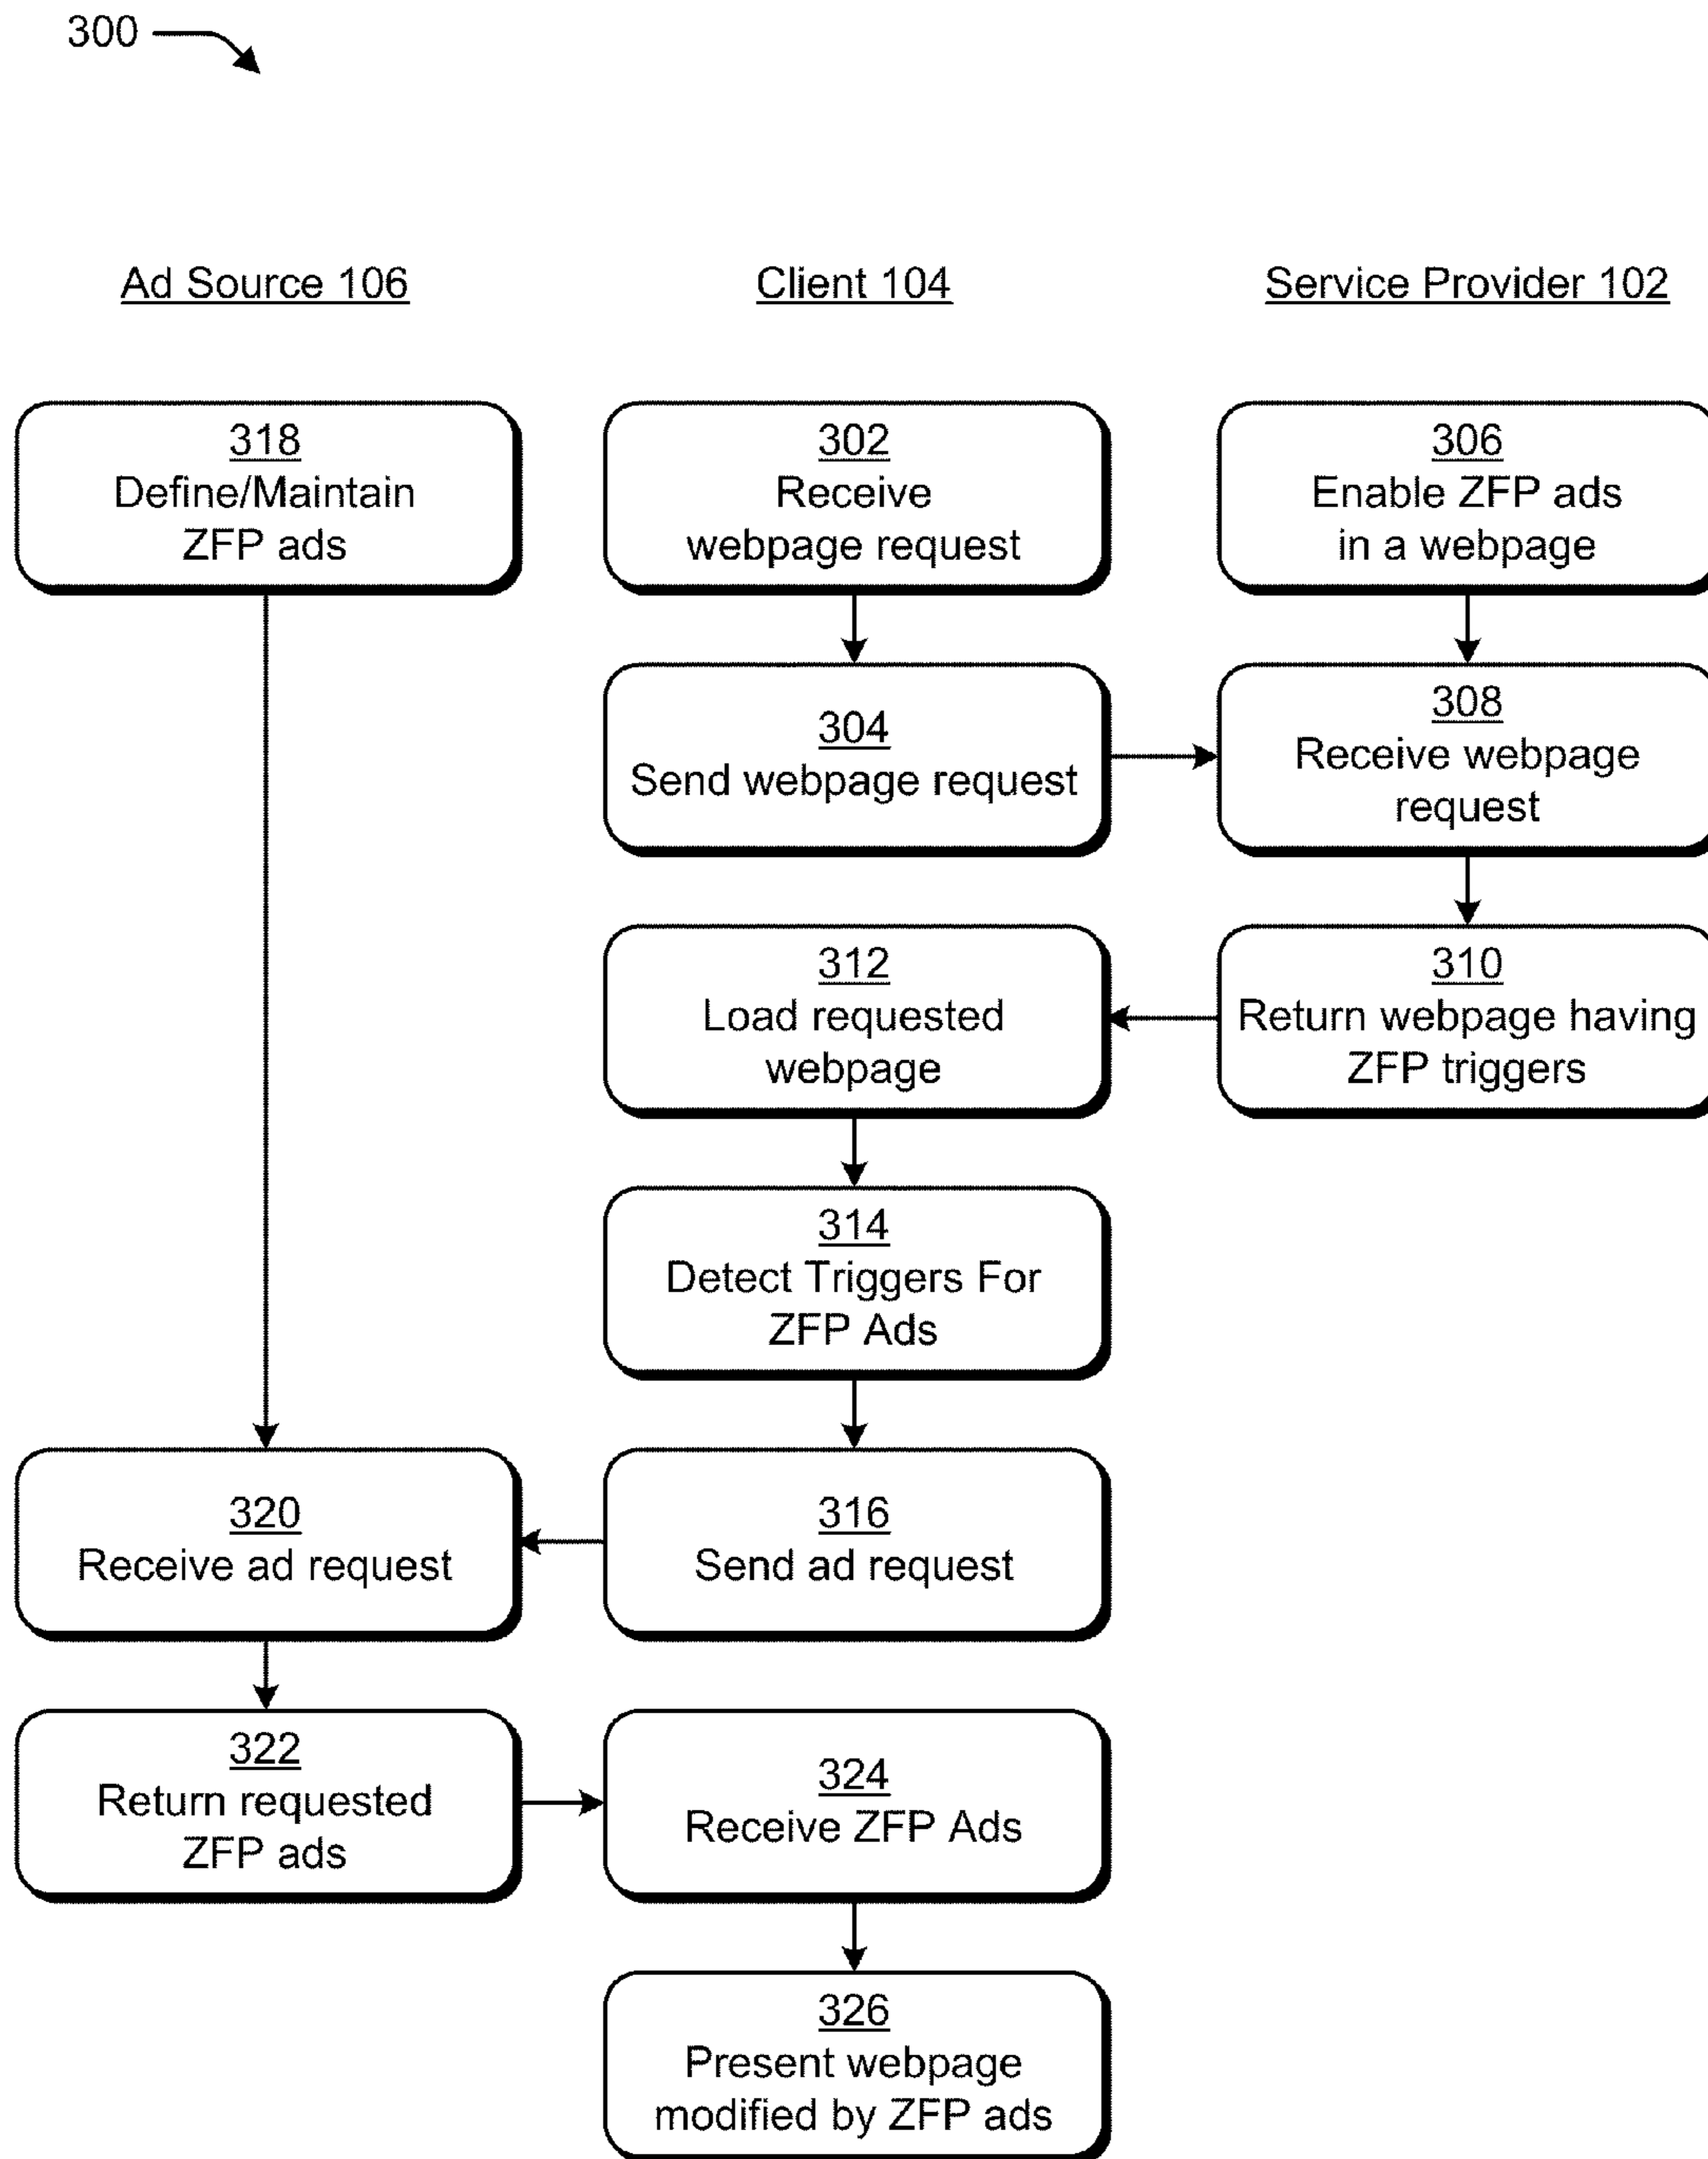 300
Ad Source 106
Client 104
Service Provider 102
318
Define/Maintain
ZFP ads
302
Receive
webpage request
306
Enable ZFP ads
in a webpage
304
Send webpage request
308
Receive webpage
request
312
Load requested
webpage
310
Return webpage having
ZFP triggers
314
Detect Triggers For
ZFP Ads
320
Receive ad request
316
Send ad request
322
Return requested
ZFP ads
324
Receive ZFP Ads
326
Present webpage
modified by ZFP ads